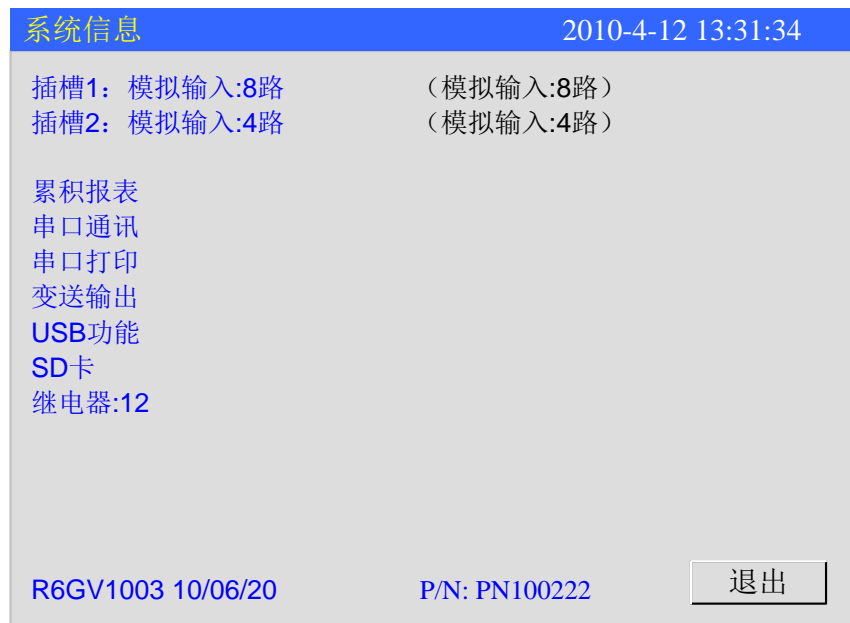 系统信息 2010-4-12 13:31:34
插槽1：模拟输入:8路 （模拟输入:8路）
插槽2：模拟输入:4路 （模拟输入:4路）
累积报表
串口通讯
串口打印
变送输出
USB功能
SD卡
继电器:12
R6GV1003 10/06/20 P/N: PN100222 退出